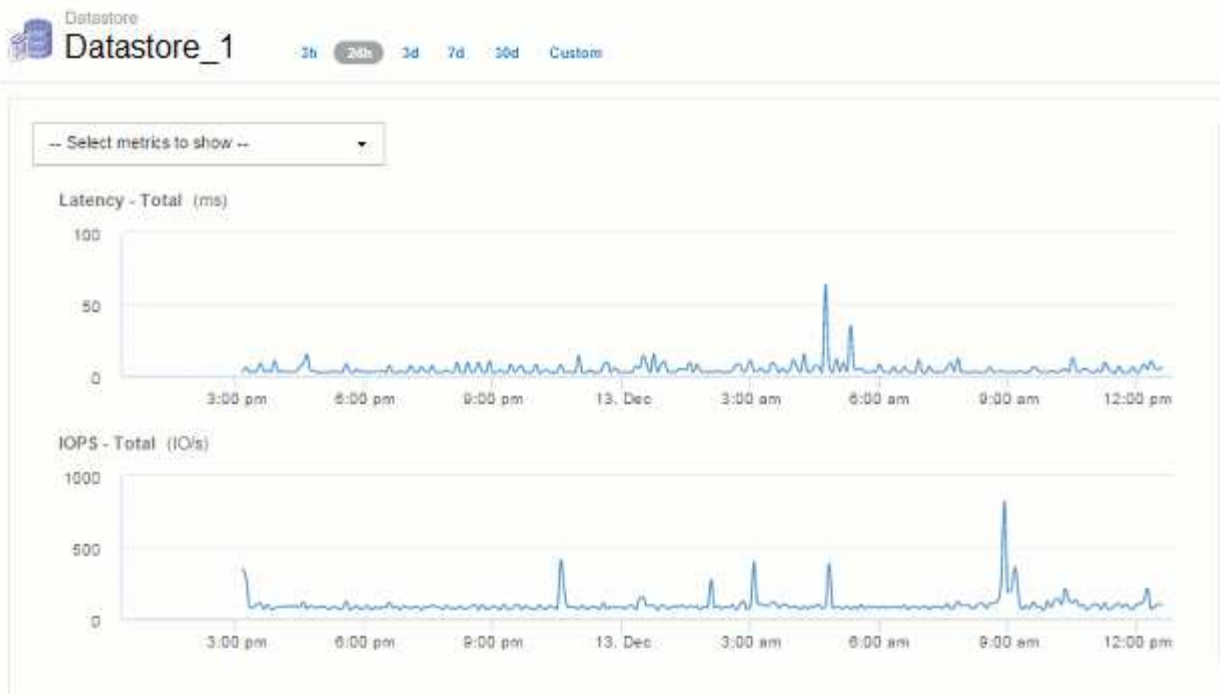 Datastore
Datastore_1
3h 24h 3d 7d 30d Custom
-- Select metrics to show --
Latency - Total (ms)
100
50
0
3:00 pm 6:00 pm 9:00 pm 13. Dec 3:00 am 6:00 am 9:00 am 12:00 pm
IOPS - Total (IO/s)
1000
500
0
3:00 pm 6:00 pm 9:00 pm 13. Dec 3:00 am 6:00 am 9:00 am 12:00 pm